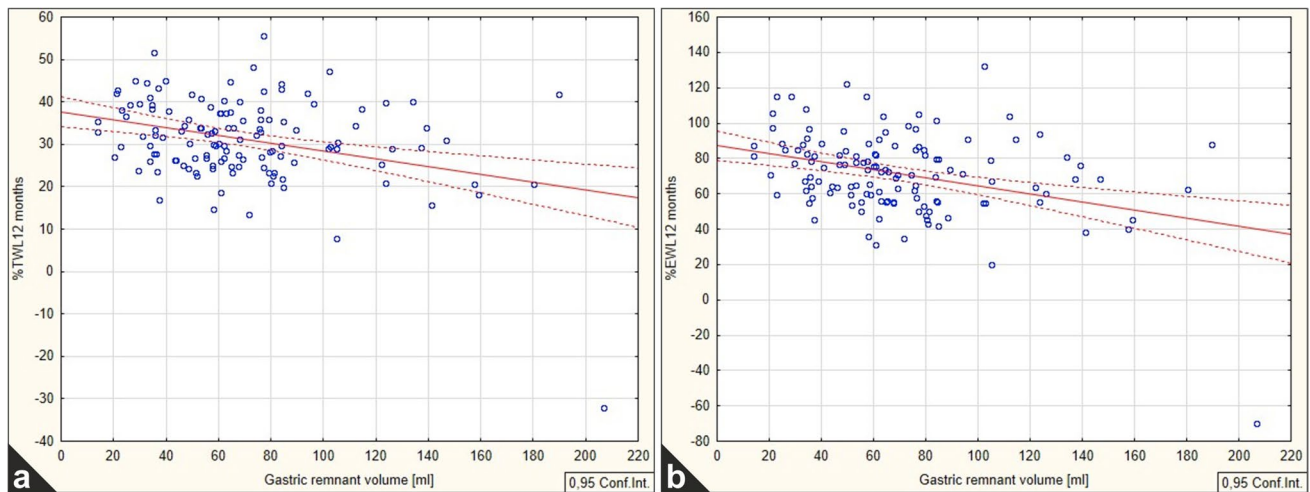 60
50
40
30
20
10
0
-10
-20
-30
-40
%TWL12 months
0 20 40 60 80 100 120 140 160 180 200 220
Gastric remnant volume [ml]
0,95 Conf.Int.
a
160
140
120
100
80
60
40
20
0
-20
-40
-60
-80
%EWL12 months
0 20 40 60 80 100 120 140 160 180 200 220
Gastric remnant volume [ml]
0,95 Conf.Int.
b